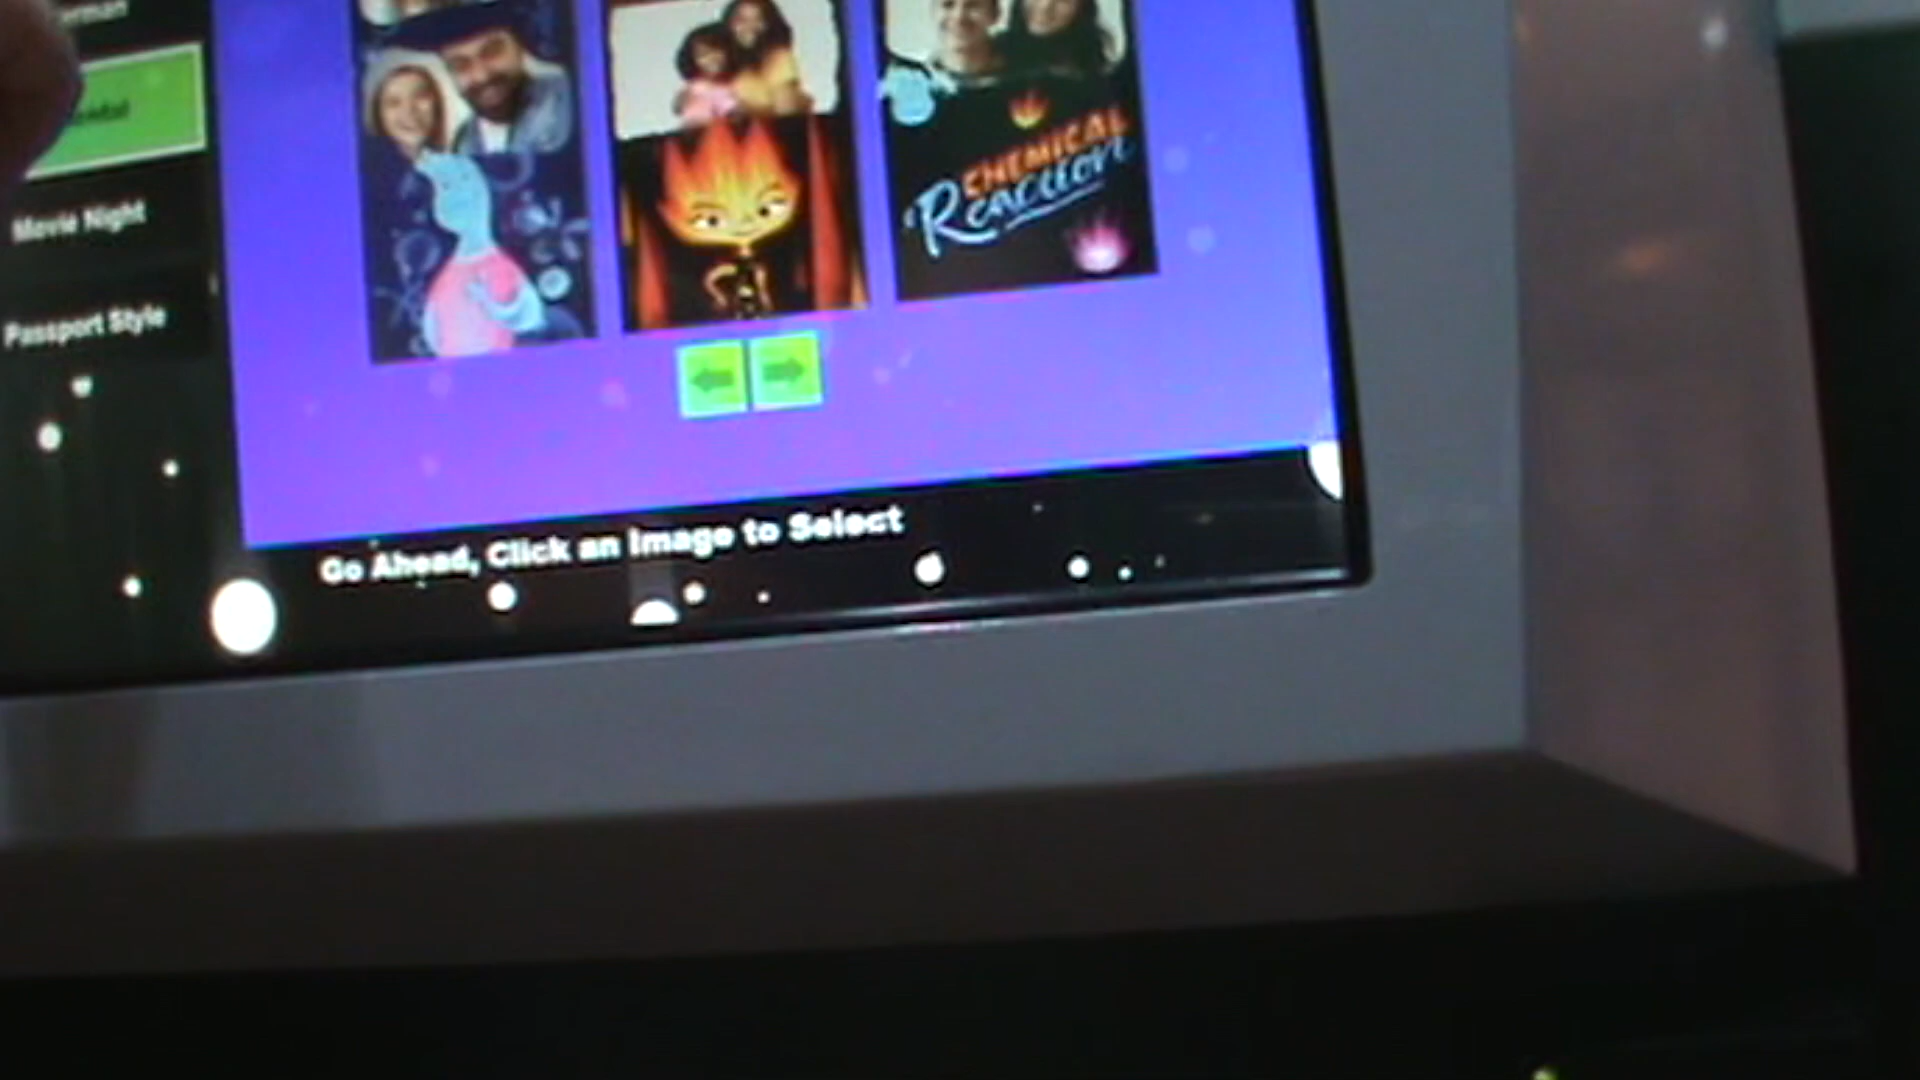 Movie Night
Passport Style
CHEMICAL
Reaction
Go Ahead, Click an Image to Select